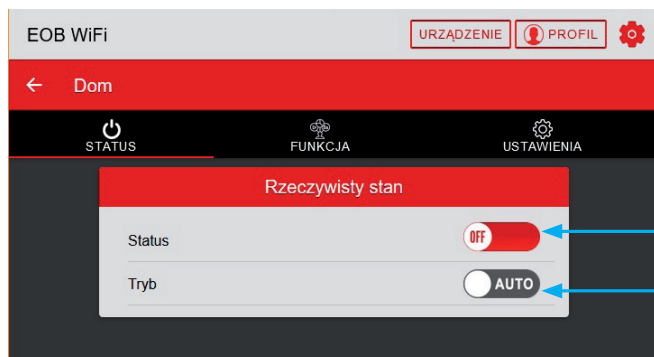 EOB WiFi URZĄDZENIE PROFIL
Dom
STATUS FUNKCJA USTAWIENIA
Rzeczywisty stan
Status OFF
Tryb AUTO